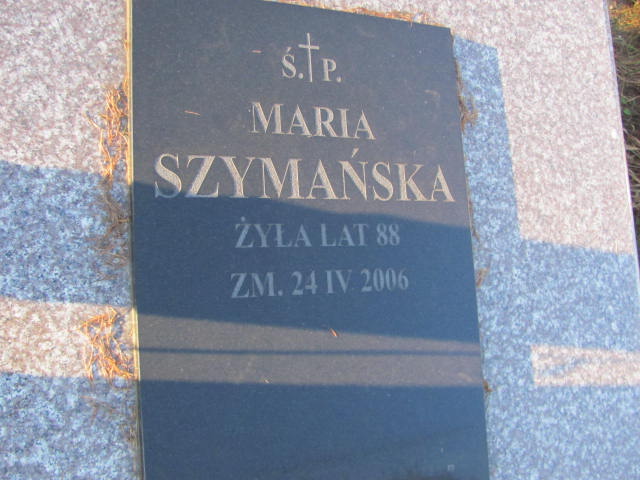 Ś.†P.
MARIA
SZYMAŃSKA
ŻYŁA LAT 88
ZM. 24 IV 2006